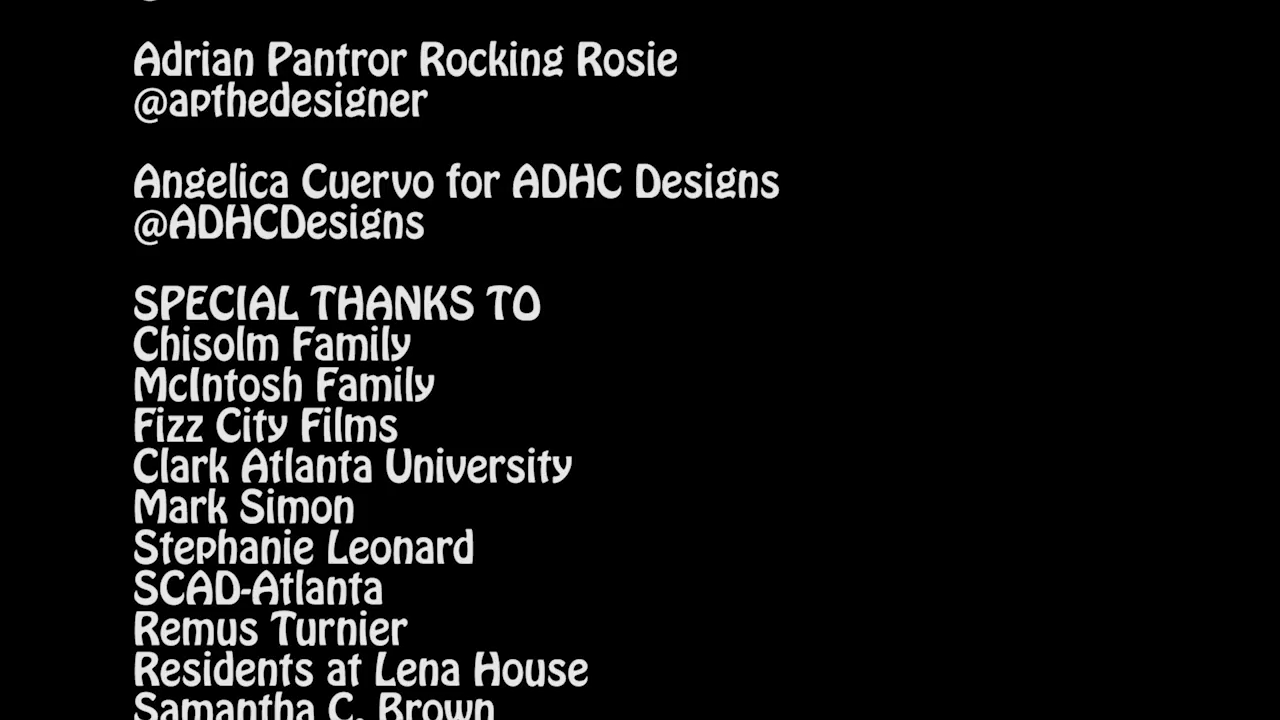 Adrian Pantror Rocking Rosie
@apthedesigner
Angelica Cuervo for ADHC Designs
@ADHCDesigns
SPECIAL THANKS TO
Chisolm Family
McIntosh Family
Fizz City Films
Clark Atlanta University
Mark Simon
Stephanie Leonard
SCAD-Atlanta
Remus Turnier
Residents at Lena House
Samantha C. Brown